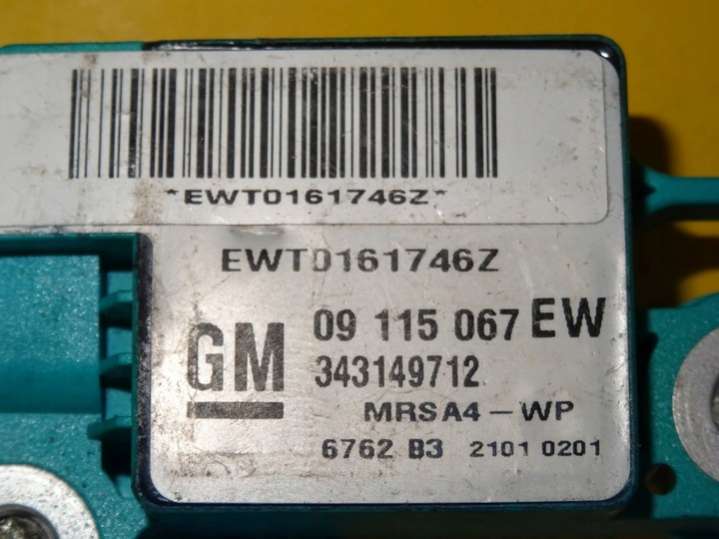 *EWT0161746Z*
EWT0161746Z
GM 09 115 067 EW
343149712
MRSA4-WP
6762 B3 2101 0201